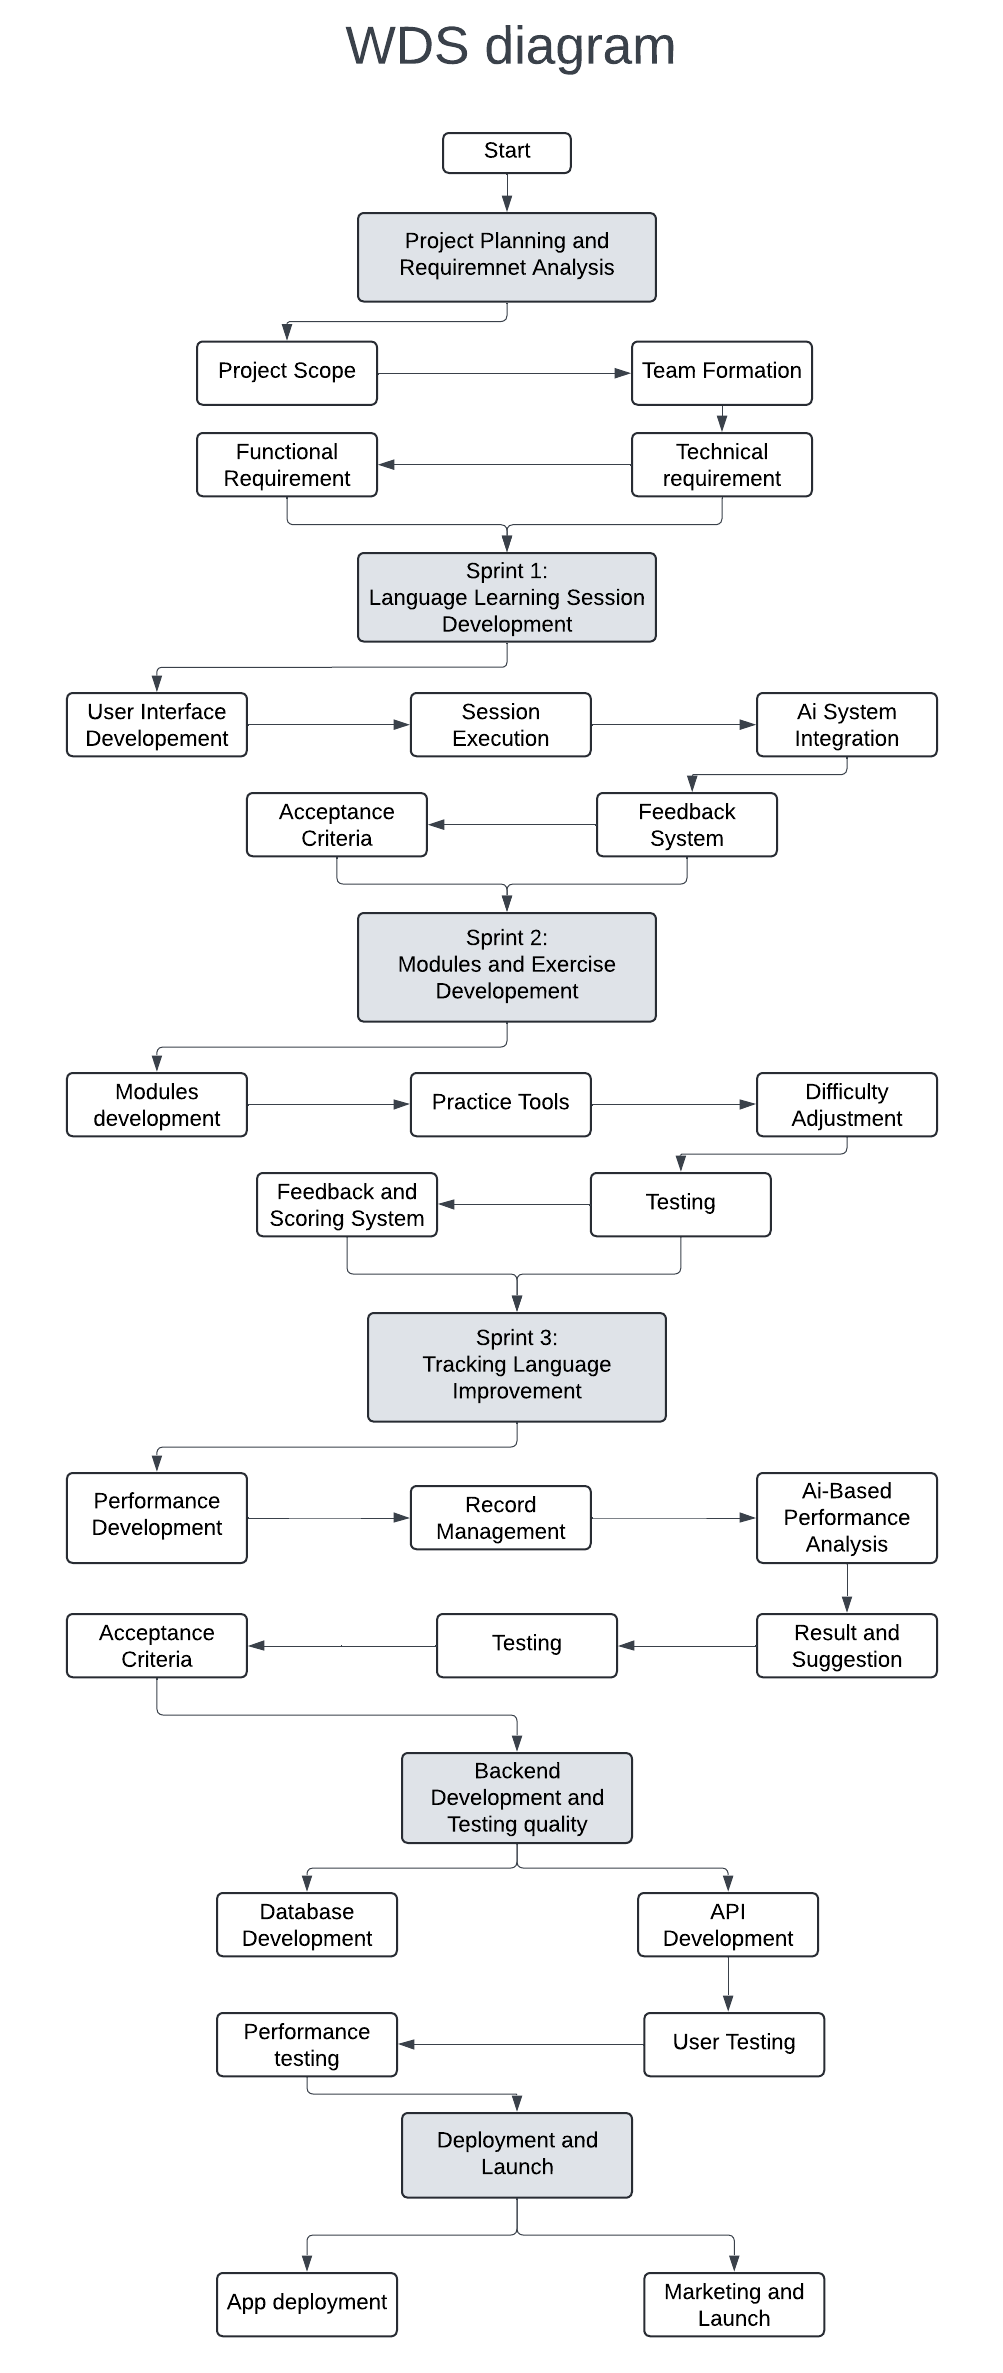 WDS diagram
Start
Project Planning and
Requiremnet Analysis
Project Scope
Team Formation
Functional
Requirement
Technical
requirement
Sprint 1:
Language Learning Session
Development
User Interface
Developement
Session
Execution
Ai System
Integration
Acceptance
Criteria
Feedback
System
Sprint 2:
Modules and Exercise
Developement
Modules
development
Practice Tools
Difficulty
Adjustment
Feedback and
Scoring System
Testing
Sprint 3:
Tracking Language
Improvement
Performance
Development
Record
Management
Ai-Based
Performance
Analysis
Acceptance
Criteria
Testing
Result and
Suggestion
Backend
Development and
Testing quality
Database
Development
API
Development
Performance
testing
User Testing
Deployment and
Launch
App deployment
Marketing and
Launch